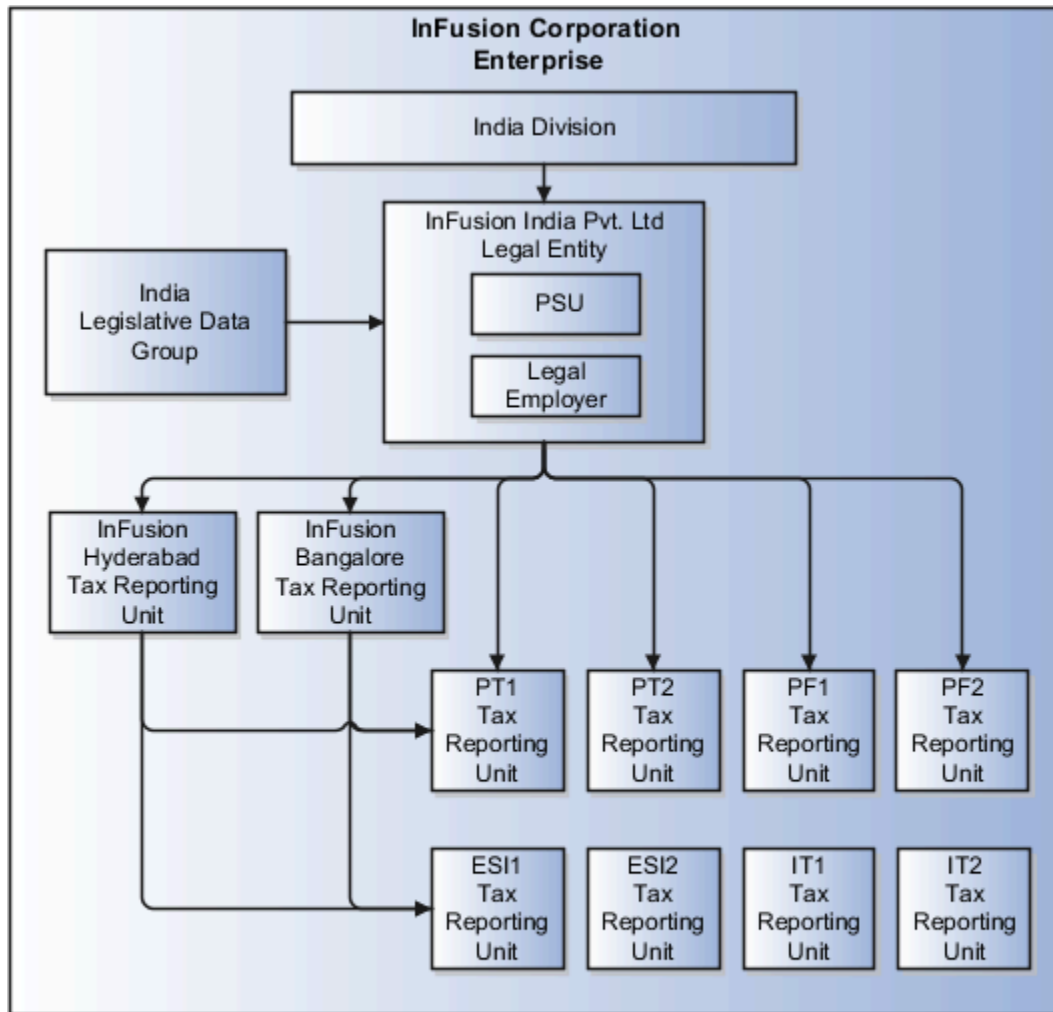 InFusion Corporation
Enterprise
India Division
InFusion India Pvt. Ltd
Legal Entity
PSU
Legal
Employer
India
Legislative Data
Group
InFusion
Hyderabad
Tax Reporting
Unit
InFusion
Bangalore
Tax Reporting
Unit
PT1
Tax
Reporting
Unit
PT2
Tax
Reporting
Unit
PF1
Tax
Reporting
Unit
PF2
Tax
Reporting
Unit
ESI1
Tax
Reporting
Unit
ESI2
Tax
Reporting
Unit
IT1
Tax
Reporting
Unit
IT2
Tax
Reporting
Unit